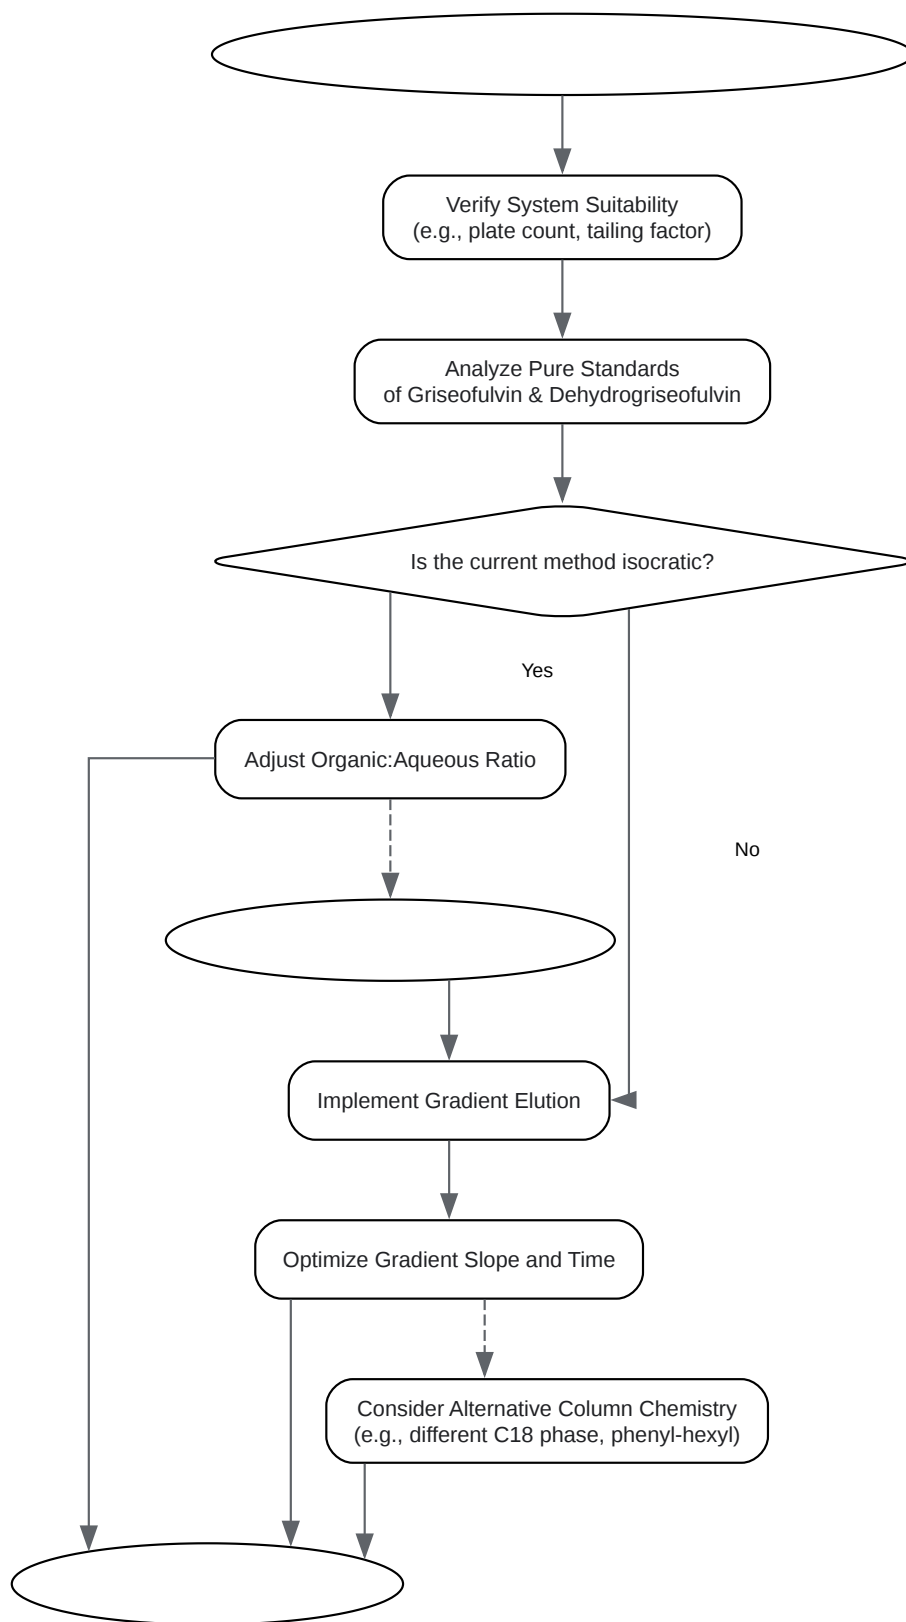 Verify System Suitability
(e.g., plate count, tailing factor)
Analyze Pure Standards
of Griseofulvin & Dehydrogriseofulvin
Is the current method isocratic?
Yes
Adjust Organic:Aqueous Ratio
No
Implement Gradient Elution
Optimize Gradient Slope and Time
Consider Alternative Column Chemistry
(e.g., different C18 phase, phenyl-hexyl)